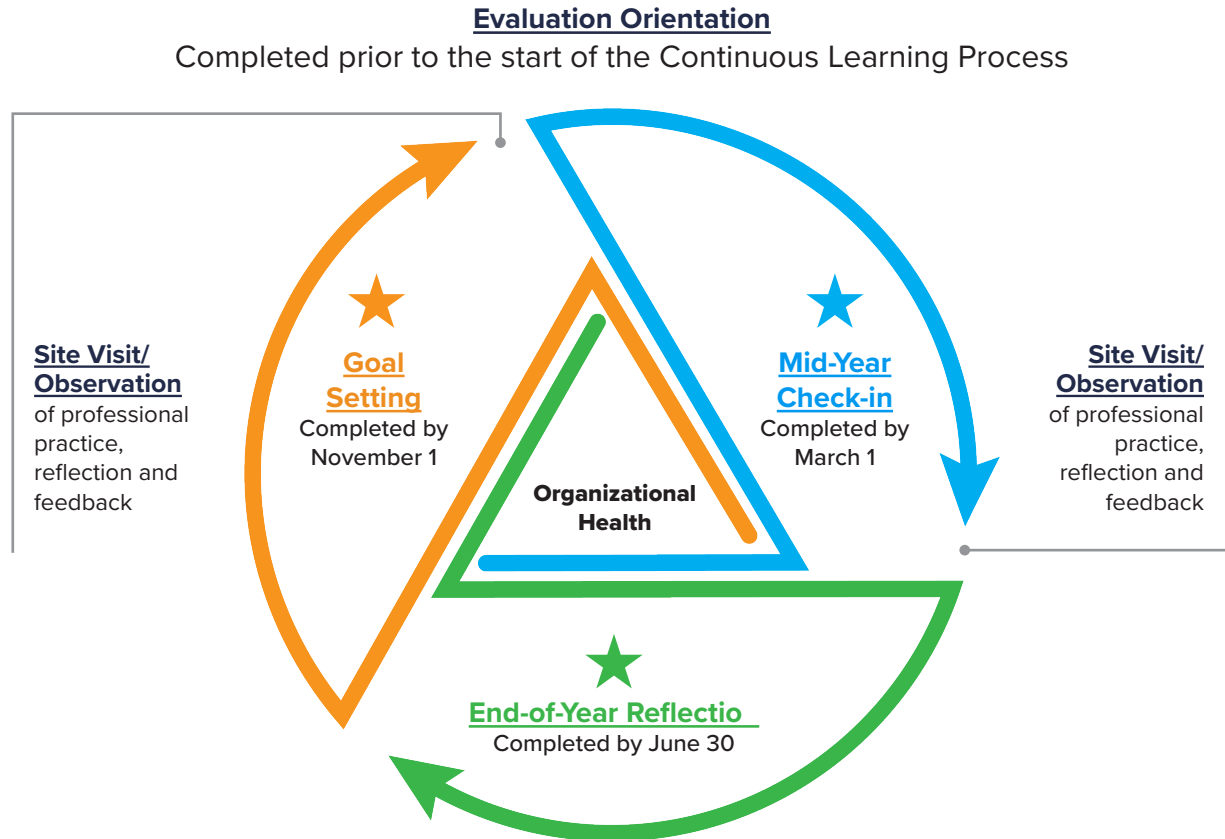 Evaluation Orientation
Completed prior to the start of the Continuous Learning Process
Site Visit/
Observation
of professional
practice,
reflection and
feedback
Goal
Setting
Completed by
November 1
Mid-Year
Check-in
Completed by
March 1
Site Visit/
Observation
of professional
practice,
reflection and
feedback
Organizational
Health
End-of-Year Reflectio
Completed by June 30